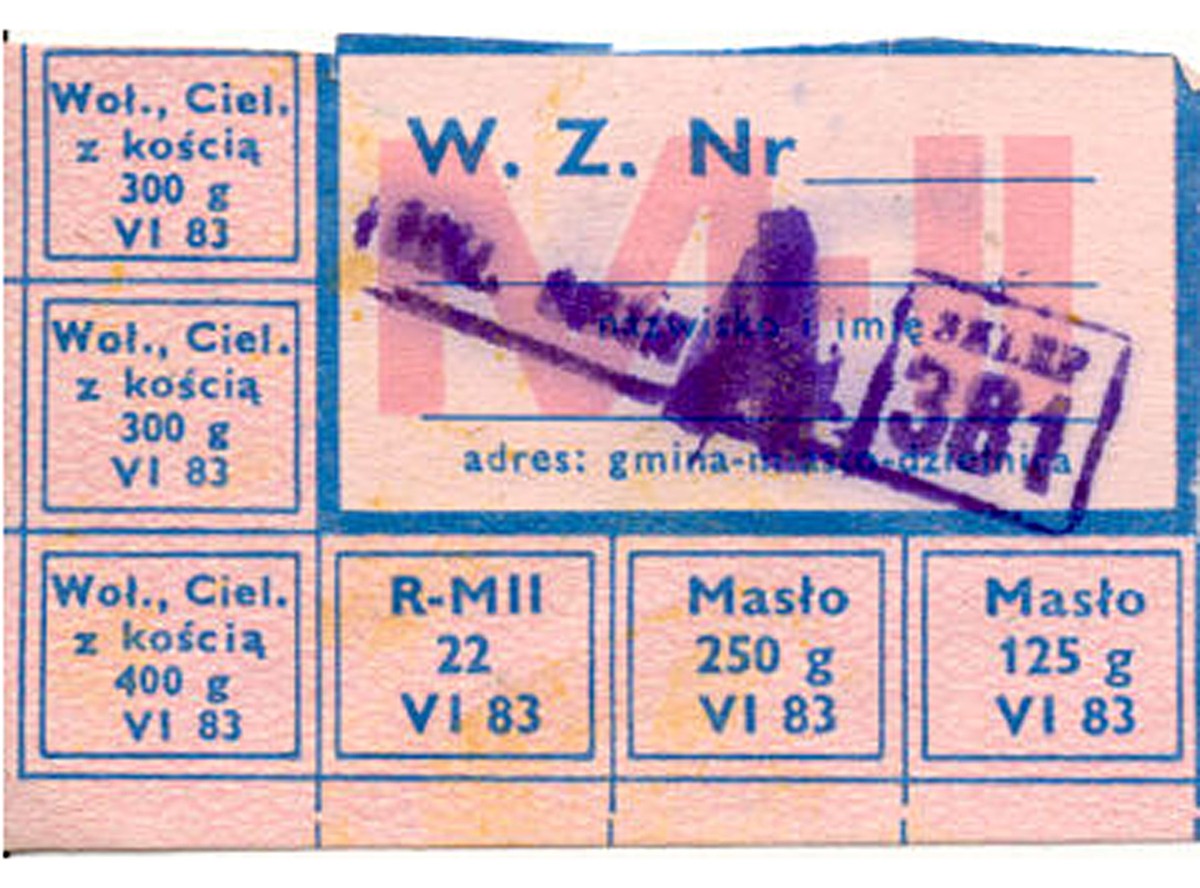 Woł., Ciel.
z kością
300 g
VI 83
W. Z. Nr
M-II
nazwisko i imię
adres: gmina-miasto-dzielnica
SKLEP
381
Woł., Ciel.
z kością
300 g
VI 83
Woł., Ciel.
z kością
400 g
VI 83
R-MII
22
VI 83
Masło
250 g
VI 83
Masło
125 g
VI 83